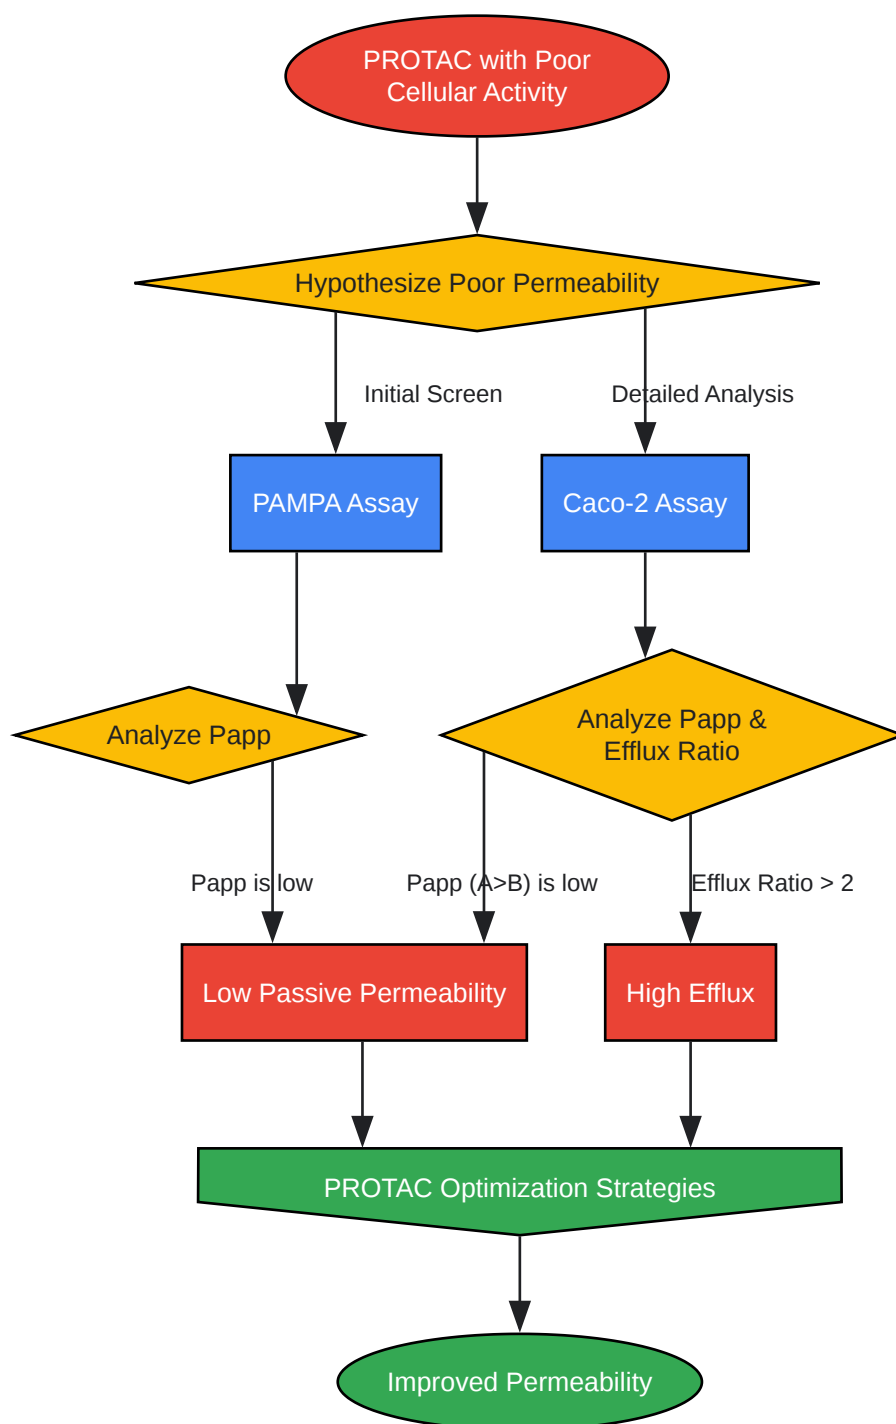 PROTAC with Poor
Cellular Activity
Hypothesize Poor Permeability
Initial Screen
Detailed Analysis
PAMPA Assay
Caco-2 Assay
Analyze Papp
Analyze Papp &
Efflux Ratio
Papp is low
Papp (A>B) is low
Efflux Ratio > 2
Low Passive Permeability
High Efflux
PROTAC Optimization Strategies
Improved Permeability